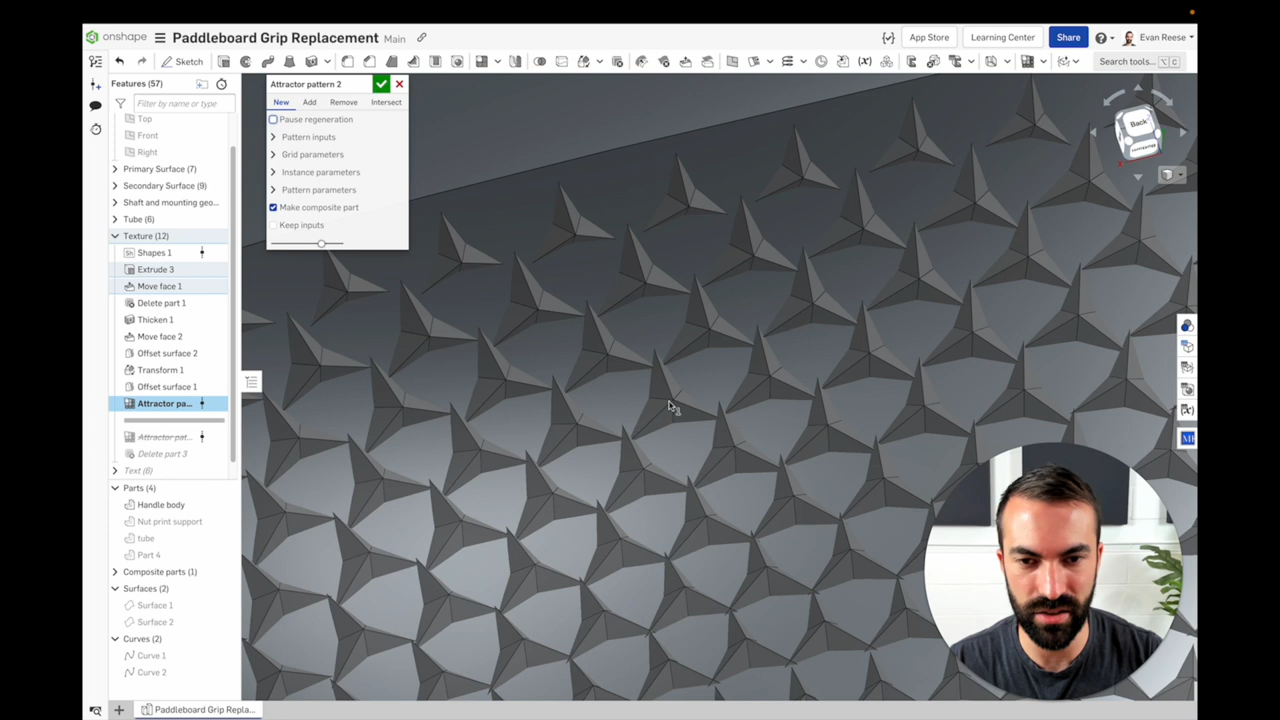 onshape
Paddleboard Grip Replacement
Main
App Store
Learning Center
Share
Evan Reese
Sketch
Search tools...
Features (57)
Filter by name or type
Top
Front
Right
Primary Surface (7)
Secondary Surface (9)
Shaft and mounting geo...
Tube (6)
Texture (12)
Shapes 1
Extrude 3
Move face 1
Delete part 1
Thicken 1
Move face 2
Offset surface 2
Transform 1
Offset surface 1
Attractor pa...
Attractor pat...
Delete part 3
Text (6)
Parts (4)
Handle body
Nut print support
tube
Part 4
Composite parts (1)
Surfaces (2)
Surface 1
Surface 2
Curves (2)
Curve 1
Curve 2
Attractor pattern 2
New Add Remove Intersect
Pause regeneration
Pattern inputs
Grid parameters
Instance parameters
Pattern parameters
Make composite part
Keep inputs
Back
Paddleboard Grip Repla...